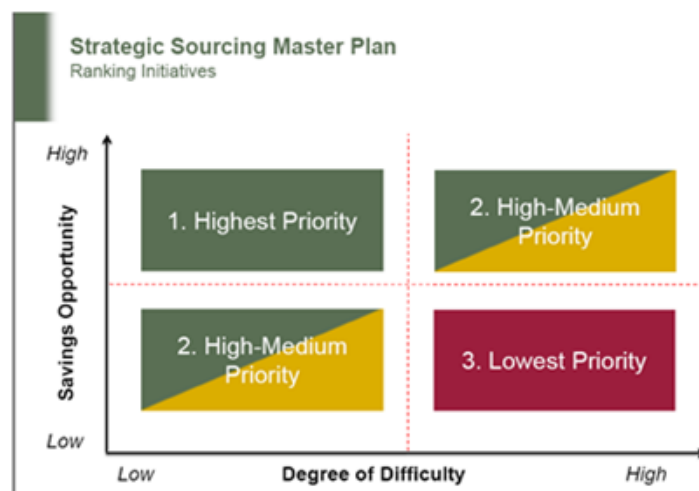 Strategic Sourcing Master Plan
Ranking Initiatives
High
Savings Opportunity
Low
1. Highest Priority
2. High-Medium
Priority
2. High-Medium
Priority
3. Lowest Priority
Low
Degree of Difficulty
High